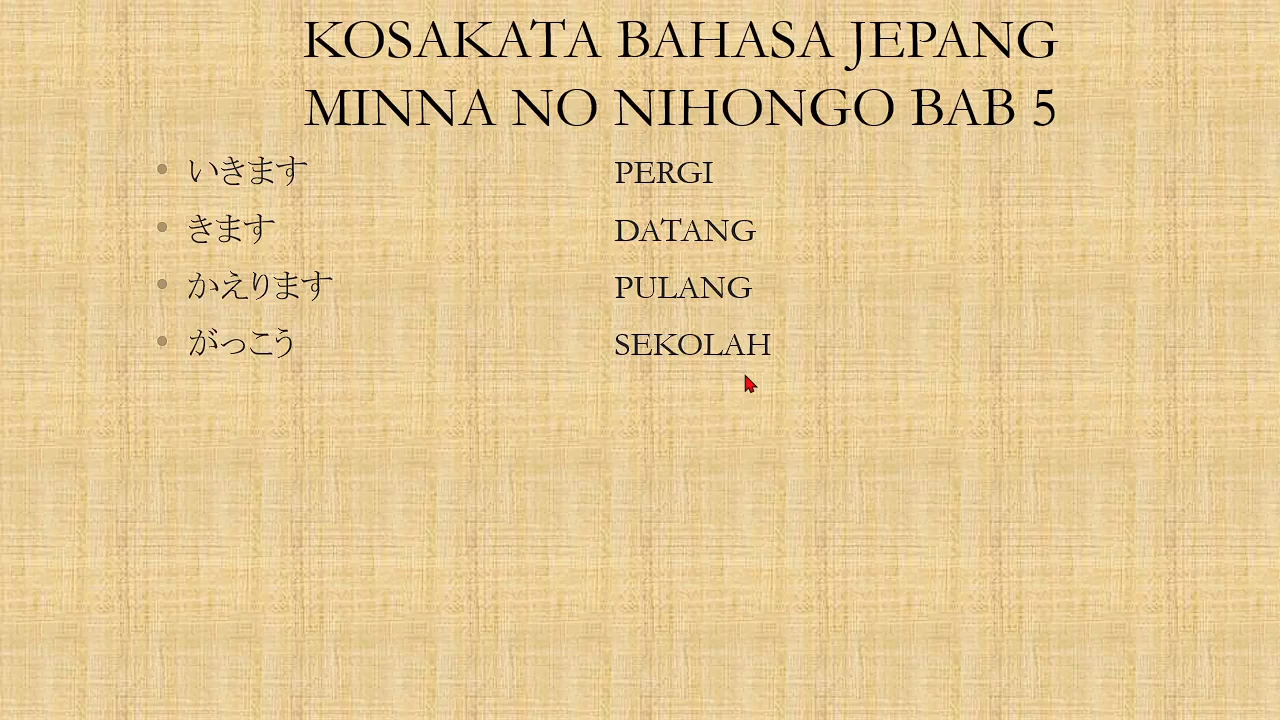 KOSAKATA BAHASA JEPANG
MINNA NO NIHONGO BAB 5
いきます PERGI
きます DATANG
かえります PULANG
がっこう SEKOLAH